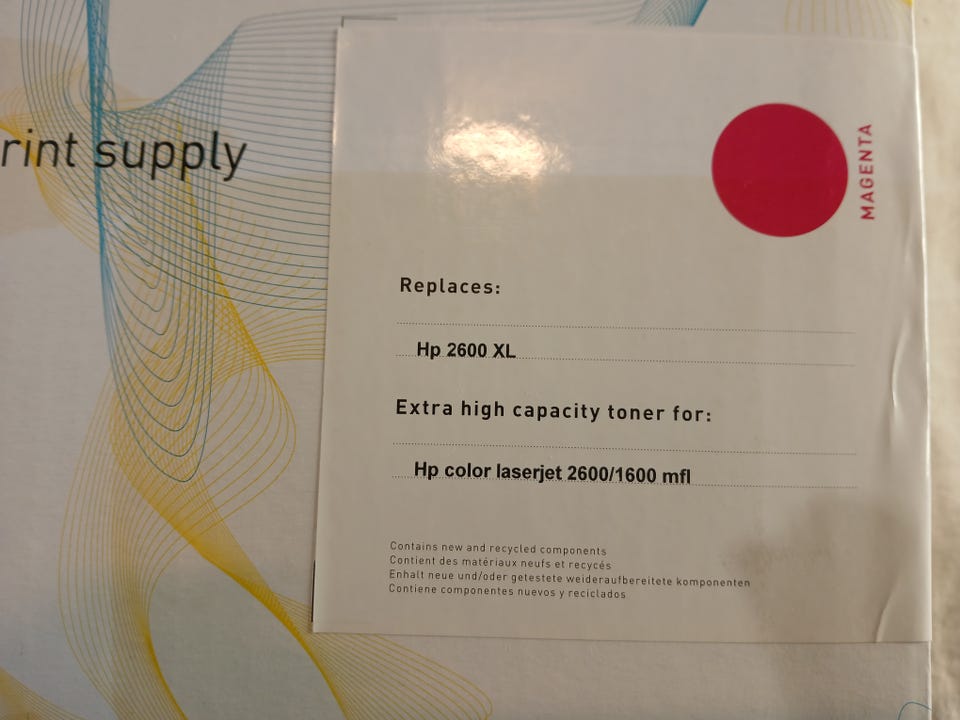 rint supply
MAGENTA
Replaces:
Hp 2600 XL
Extra high capacity toner for:
Hp color laserjet 2600/1600 mfl
Contains new and recycled components
Contient des matériaux neufs et recycés
Enhalt neue und/oder getestete weideraufbereitete komponenten
Contiene componentes nuevos y reciclados